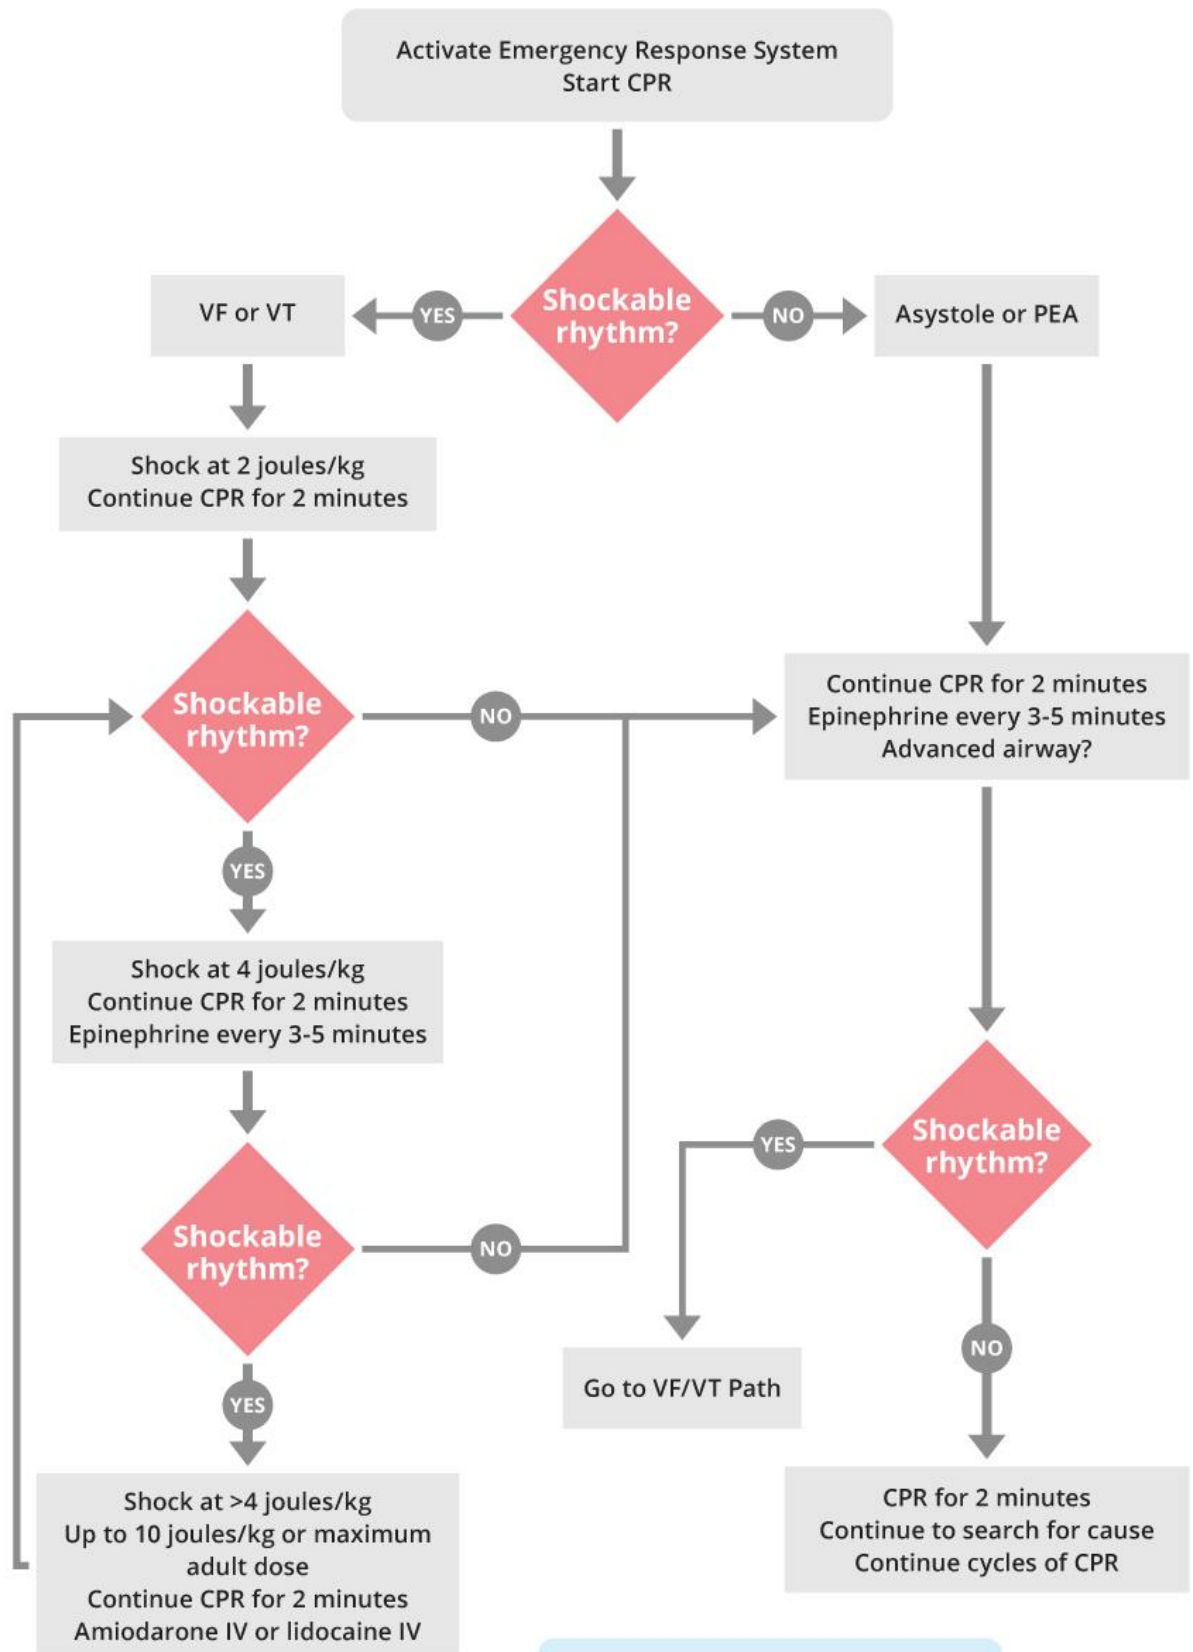 Activate Emergency Response System
Start CPR
Shockable
rhythm?
YES
NO
VF or VT
Asystole or PEA
Shock at 2 joules/kg
Continue CPR for 2 minutes
Shockable
rhythm?
NO
Continue CPR for 2 minutes
Epinephrine every 3-5 minutes
Advanced airway?
YES
Shock at 4 joules/kg
Continue CPR for 2 minutes
Epinephrine every 3-5 minutes
Shockable
rhythm?
YES
Shockable
rhythm?
NO
NO
Go to VF/VT Path
YES
Shock at >4 joules/kg
Up to 10 joules/kg or maximum
adult dose
Continue CPR for 2 minutes
Amiodarone IV or lidocaine IV
CPR for 2 minutes
Continue to search for cause
Continue cycles of CPR